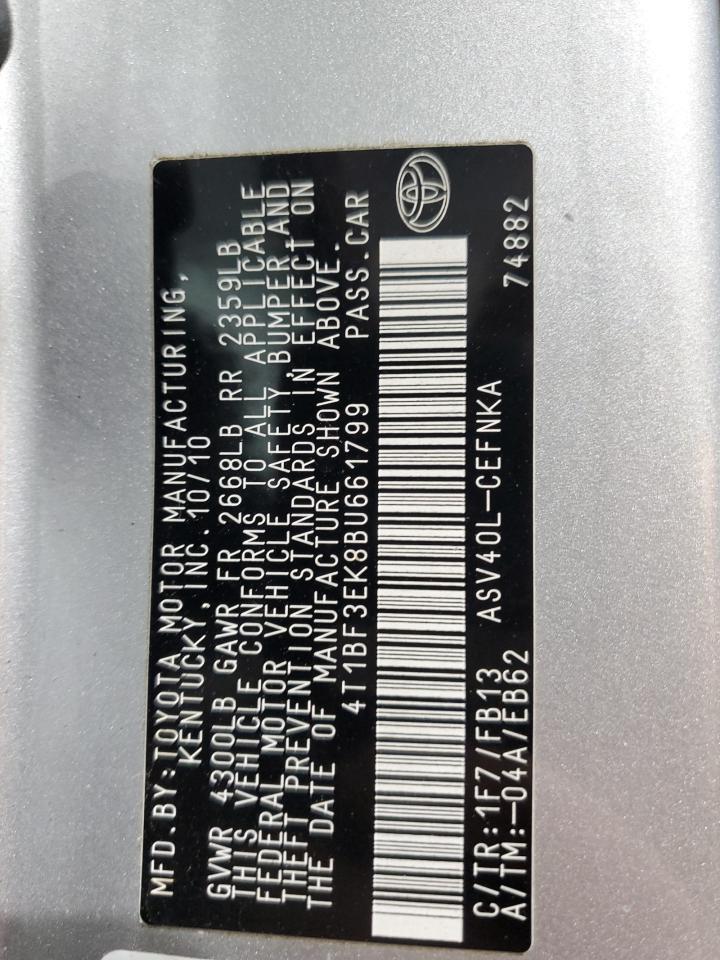 MFD.BY:TOYOTA MOTOR MANUFACTURING,
KENTUCKY,INC.10/10
GVWR 4300LB GAWR FR 2668LB RR 2359LB
THIS VEHICLE CONFORMS TO ALL APPLICABLE
FEDERAL MOTOR VEHICLE SAFETY,BUMPER,AND
THEFT PREVENTION STANDARDS IN EFFECT ON
THE DATE OF MANUFACTURE SHOWN ABOVE.
4T1BF3EK8BU661799 PASS.CAR
C/TR:1F7/FB13 ASV40L-CEFNKA 74882
A/TM:-04A/EB62